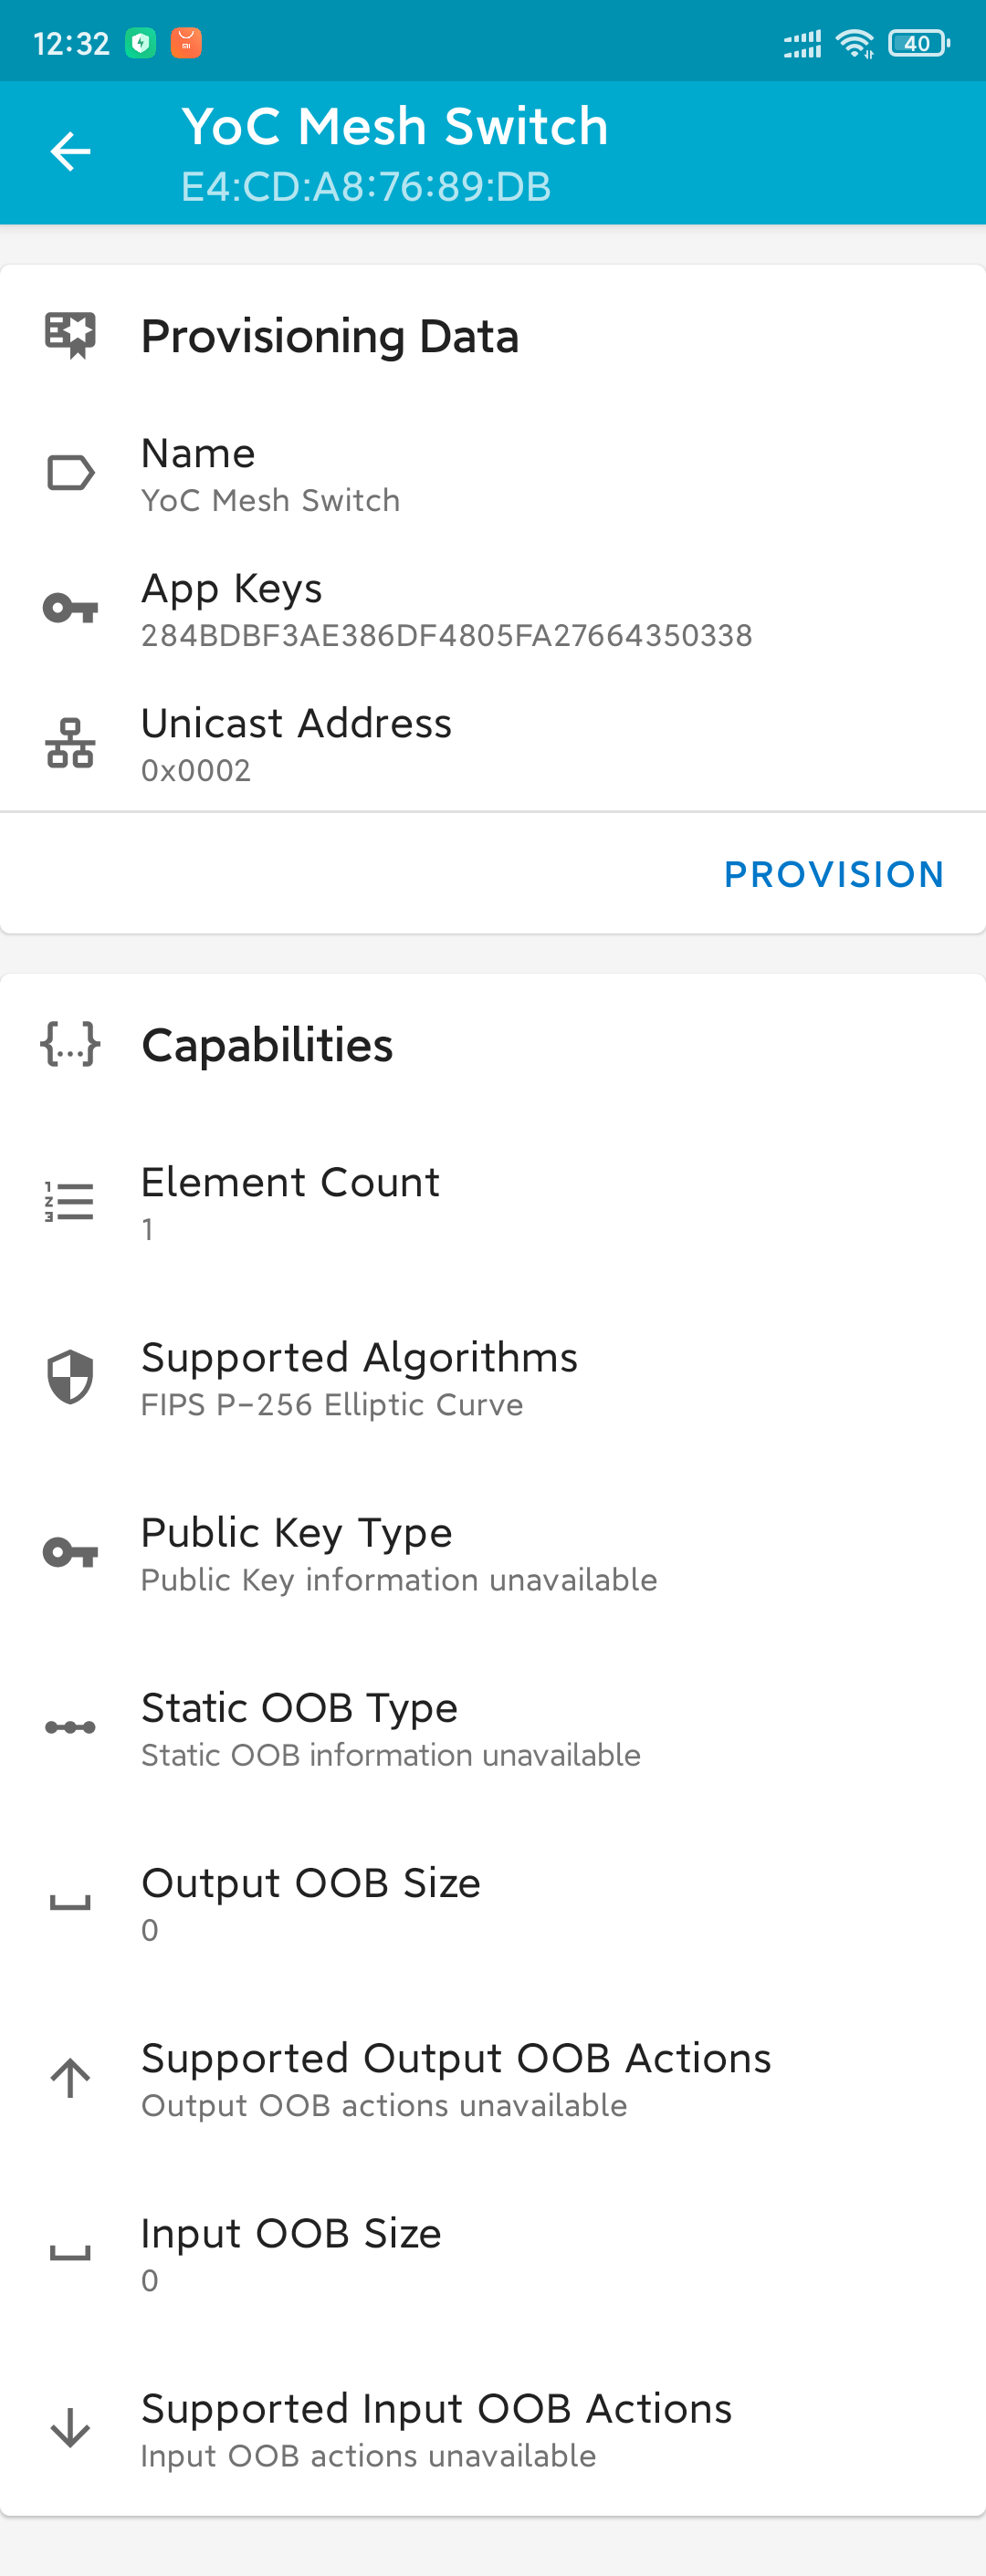 12:32
40
YoC Mesh Switch
E4:CD:A8:76:89:DB
Provisioning Data
Name
YoC Mesh Switch
App Keys
284BDBF3AE386DF4805FA27664350338
Unicast Address
0x0002
PROVISION
{...} Capabilities
1
2
3
Element Count
1
Supported Algorithms
FIPS P-256 Elliptic Curve
Public Key Type
Public Key information unavailable
Static OOB Type
Static OOB information unavailable
Output OOB Size
0
Supported Output OOB Actions
Output OOB actions unavailable
Input OOB Size
0
Supported Input OOB Actions
Input OOB actions unavailable